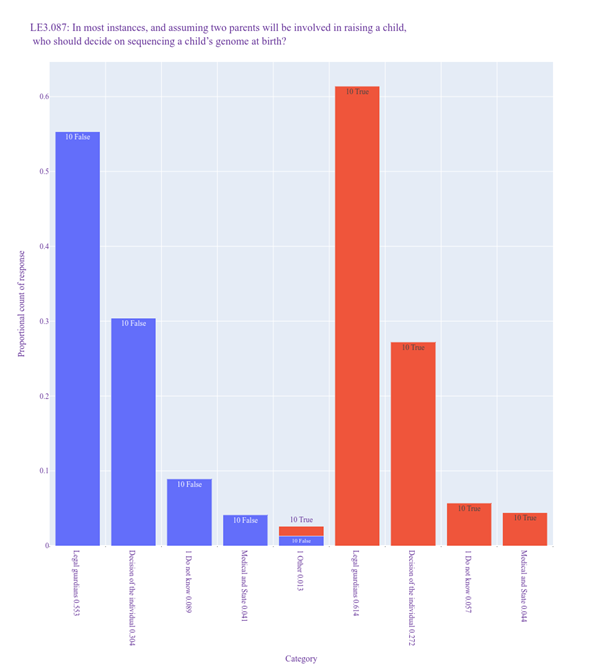 LE3.087: In most instances, and assuming two parents will be involved in raising a child,
who should decide on sequencing a child's genome at birth?
Proportional count of response
0.6
0.5
0.4
0.3
0.2
0.1
0
10 False
10 False
10 False
10 False
10 True
10 False
10 True
10 True
10 True
10 True
Legal guardians 0.553
Decision of the individual 0.304
1 Do not know 0.089
Medical and State 0.041
1 Other 0.013
Legal guardians 0.614
Decision of the individual 0.272
1 Do not know 0.057
Medical and State 0.044
Category